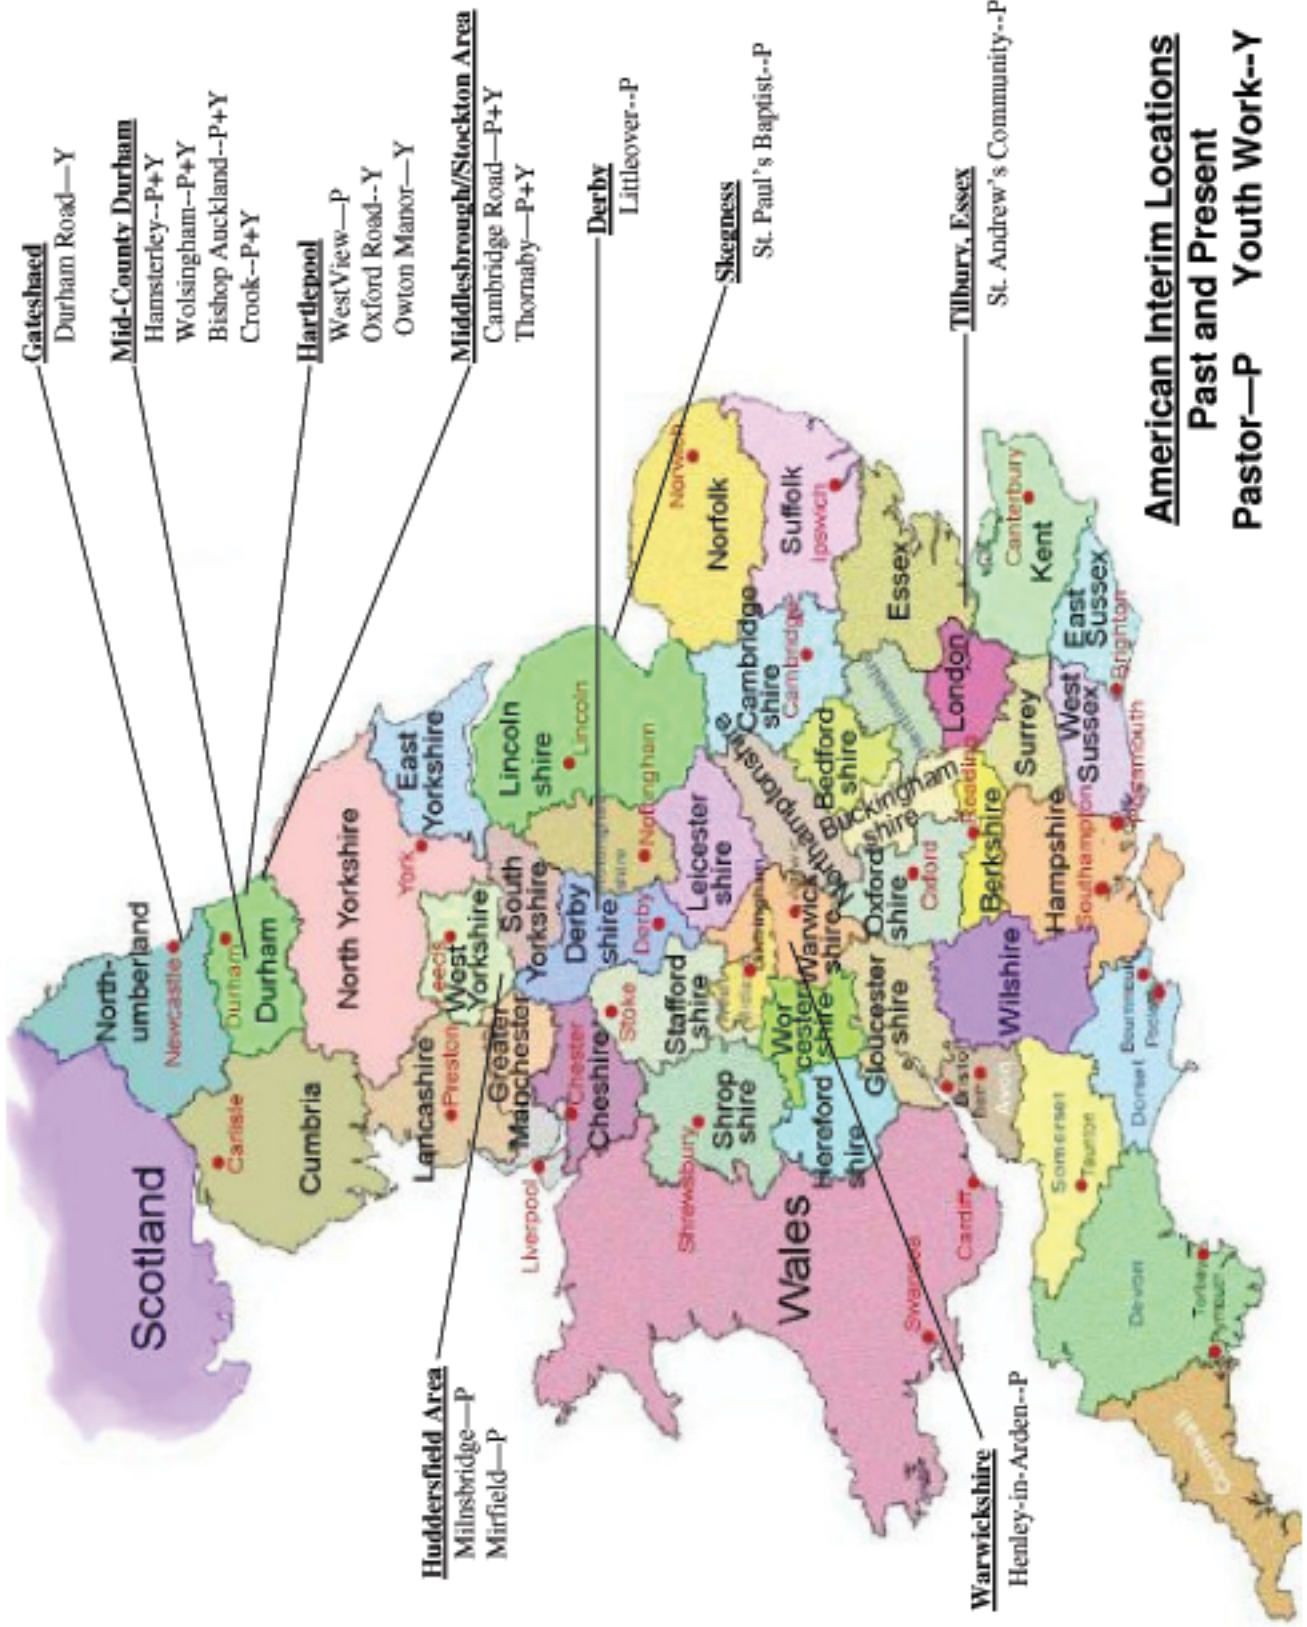 Gateshaed
Durham Road—Y
Mid-County Durham
Hamsterley--P+Y
Wolsingham--P+Y
Bishop Auckland--P+Y
Crook--P+Y
Hartlepool
WestView—P
Oxford Road--Y
Owton Manor—Y
Middlesbrough//Stockton Area
Cambridge Road—P+Y
Thornaby—P+Y
Derby
Littleover--P
Skegness
St. Paul's Baptist--P
Tilbury, Essex
St. Andrew's Community--P
Huddersfield Area
Milnsbridge—P
Mirfield—P
Warwickshire
Henley-in-Arden--P
American Interim Locations
Past and Present
Pastor—P Youth Work--Y
Scotland
North-
umberland
Newcastle
Durham
Durham
Carlisle
Cumbria
North Yorkshire
York
East
Yorkshire
Lancashire
Preston
Leeds
West
Yorkshire
South
Yorkshire
Greater
Manchester
Liverpool
Chester
Cheshire
Derby
shire
Derby
Nottingham
Lincoln
shire
Lincoln
Stoke
Stafford
shire
Shrop
shire
Shrewsbury
Leicester
shire
Norfolk
Norwich
Suffolk
Ipswich
Cambridge
shire
Cambridge
Northamptonshire
Bedford
shire
Buckingham
shire
Warwick
shire
Wor
cester
shire
Hereford
shire
Gloucester
shire
Oxford
shire
Oxford
Essex
London
Wales
Swansea
Cardiff
Bristol
Avon
Wilshire
Berkshire
Reading
Surrey
Kent
Canterbury
East
Sussex
West
Sussex
Brighton
Hampshire
Southampton
Portsmouth
Somerset
Taunton
Dorset
Bournemouth
Poole
Devon
Torbay
Plymouth
Cornwall